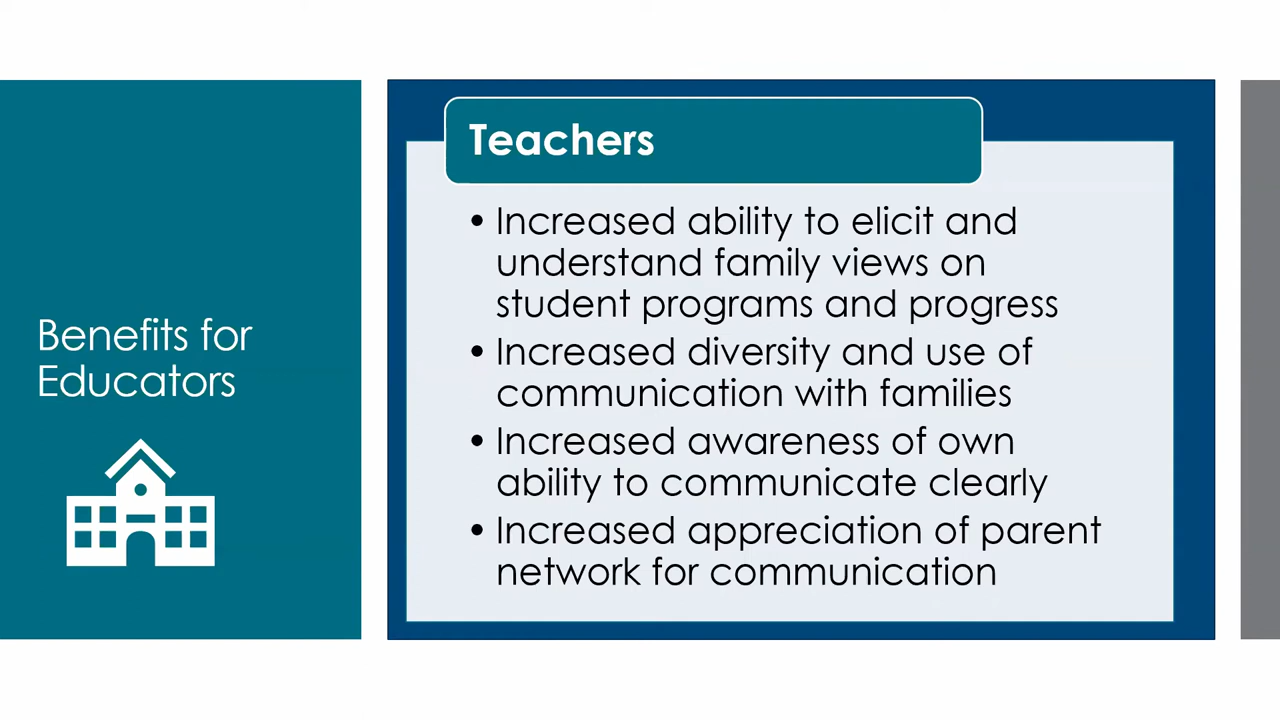 Benefits for
Educators
Teachers
• Increased ability to elicit and
understand family views on
student programs and progress
• Increased diversity and use of
communication with families
• Increased awareness of own
ability to communicate clearly
• Increased appreciation of parent
network for communication